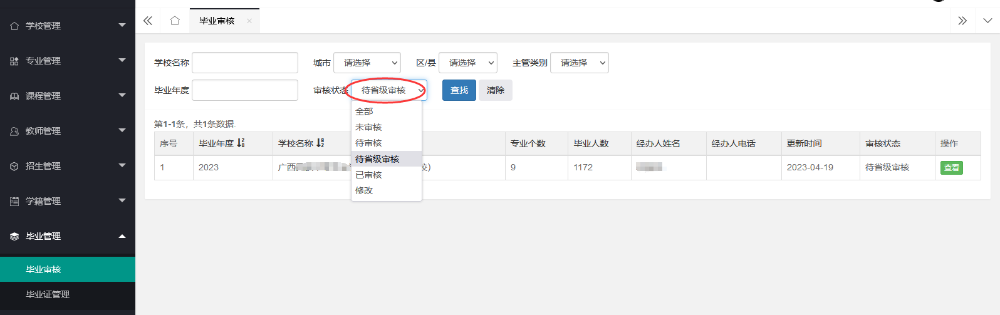 学校管理
专业管理
课程管理
教师管理
招生管理
学籍管理
毕业管理
毕业审核
毕业证管理
毕业审核
学校名称 城市 请选择 区/县 请选择 主管类别 请选择
毕业年度 审核状态 待省级审核 查找 清除
全部
未审核
待审核
待省级审核
已审核
修改
第1-1条，共1条数据.
序号 毕业年度 学校名称 专业个数 毕业人数 经办人姓名 经办人电话 更新时间 审核状态 操作
1 2023 广西 校) 9 1172 2023-04-19 待省级审核 查看